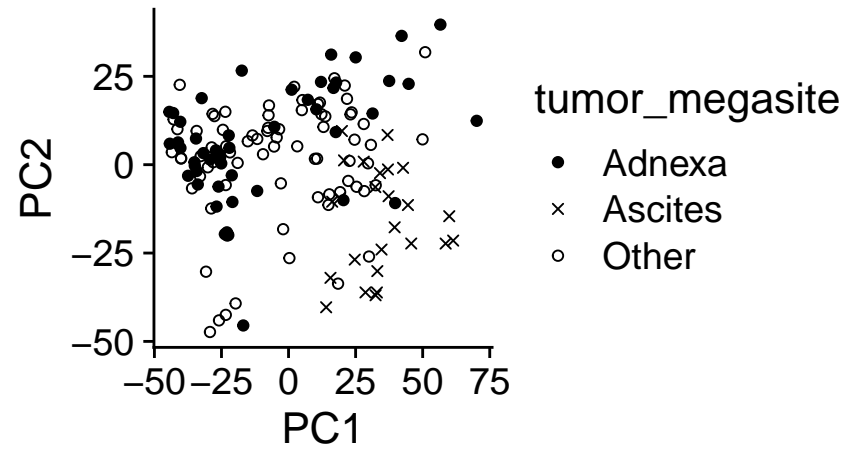 25
0
−25
−50
PC2
−50 −25 0 25 50 75
PC1
tumor_megasite
Adnexa
Ascites
Other